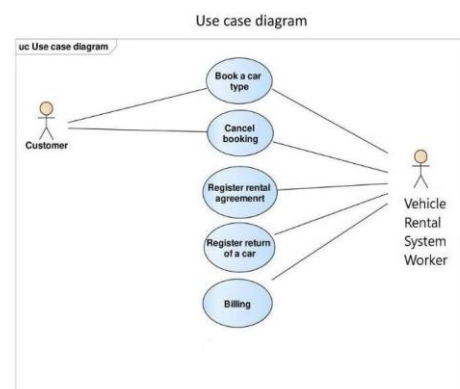 Use case diagram
uc Use case diagram
Book a car
type
Cancel
booking
Customer
Register rental
agreemenrt
Register return
of a car
Billing
Vehicle
Rental
System
Worker